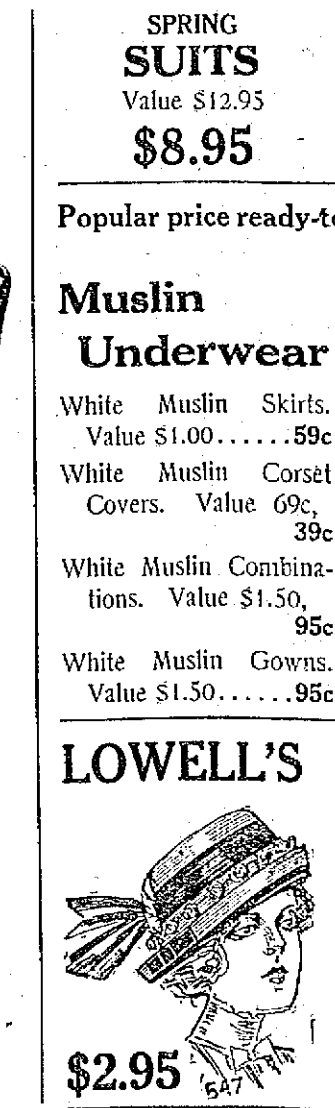 SPRING
SUITS
Value $12.95
$8.95
Popular price ready-to
Muslin
Underwear
White Muslin Skirts.
Value $1.00......59c
White Muslin Corset
Covers. Value 69c,
39c
White Muslin Combina-
tions. Value $1.50,
95c
White Muslin Gowns.
Value $1.50......95c
LOWELL'S
$2.95
547